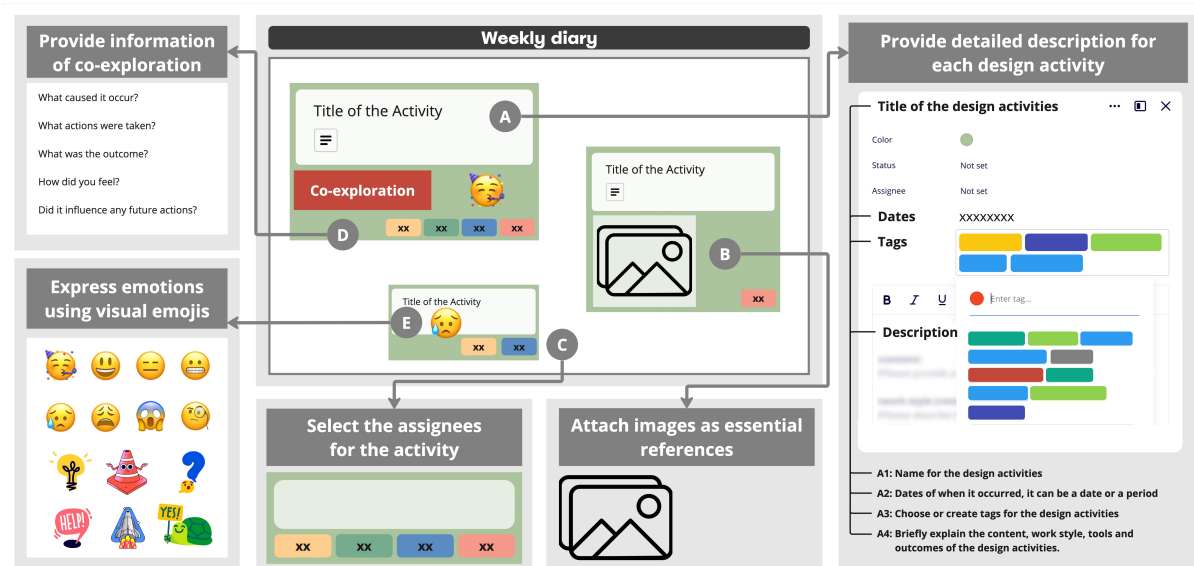 Provide information
of co-exploration
What caused it occur?
What actions were taken?
What was the outcome?
How did you feel?
Did it influence any future actions?
Express emotions
using visual emojis
HELP!
YES!
Weekly diary
Title of the Activity
A
Co-exploration
D
xx xx xx xx
Title of the Activity
B
xx
Title of the Activity
E
xx xx
C
Select the assignees
for the activity
xx xx xx xx
Attach images as essential
references
Provide detailed description for
each design activity
Title of the design activities
Color
Status Not set
Assignee Not set
Dates xxxxxxxx
Tags
B I U
Enter tag...
Description
A1: Name for the design activities
A2: Dates of when it occurred, it can be a date or a period
A3: Choose or create tags for the design activities
A4: Briefly explain the content, work style, tools and
outcomes of the design activities.